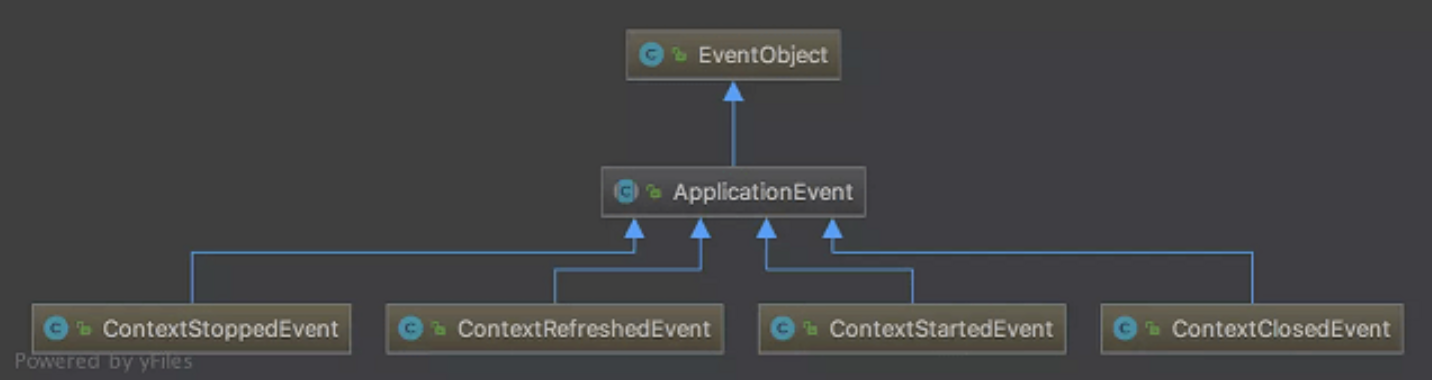 EventObject
ApplicationEvent
ContextStoppedEvent
ContextRefreshedEvent
ContextStartedEvent
ContextClosedEvent
Powered by yFiles